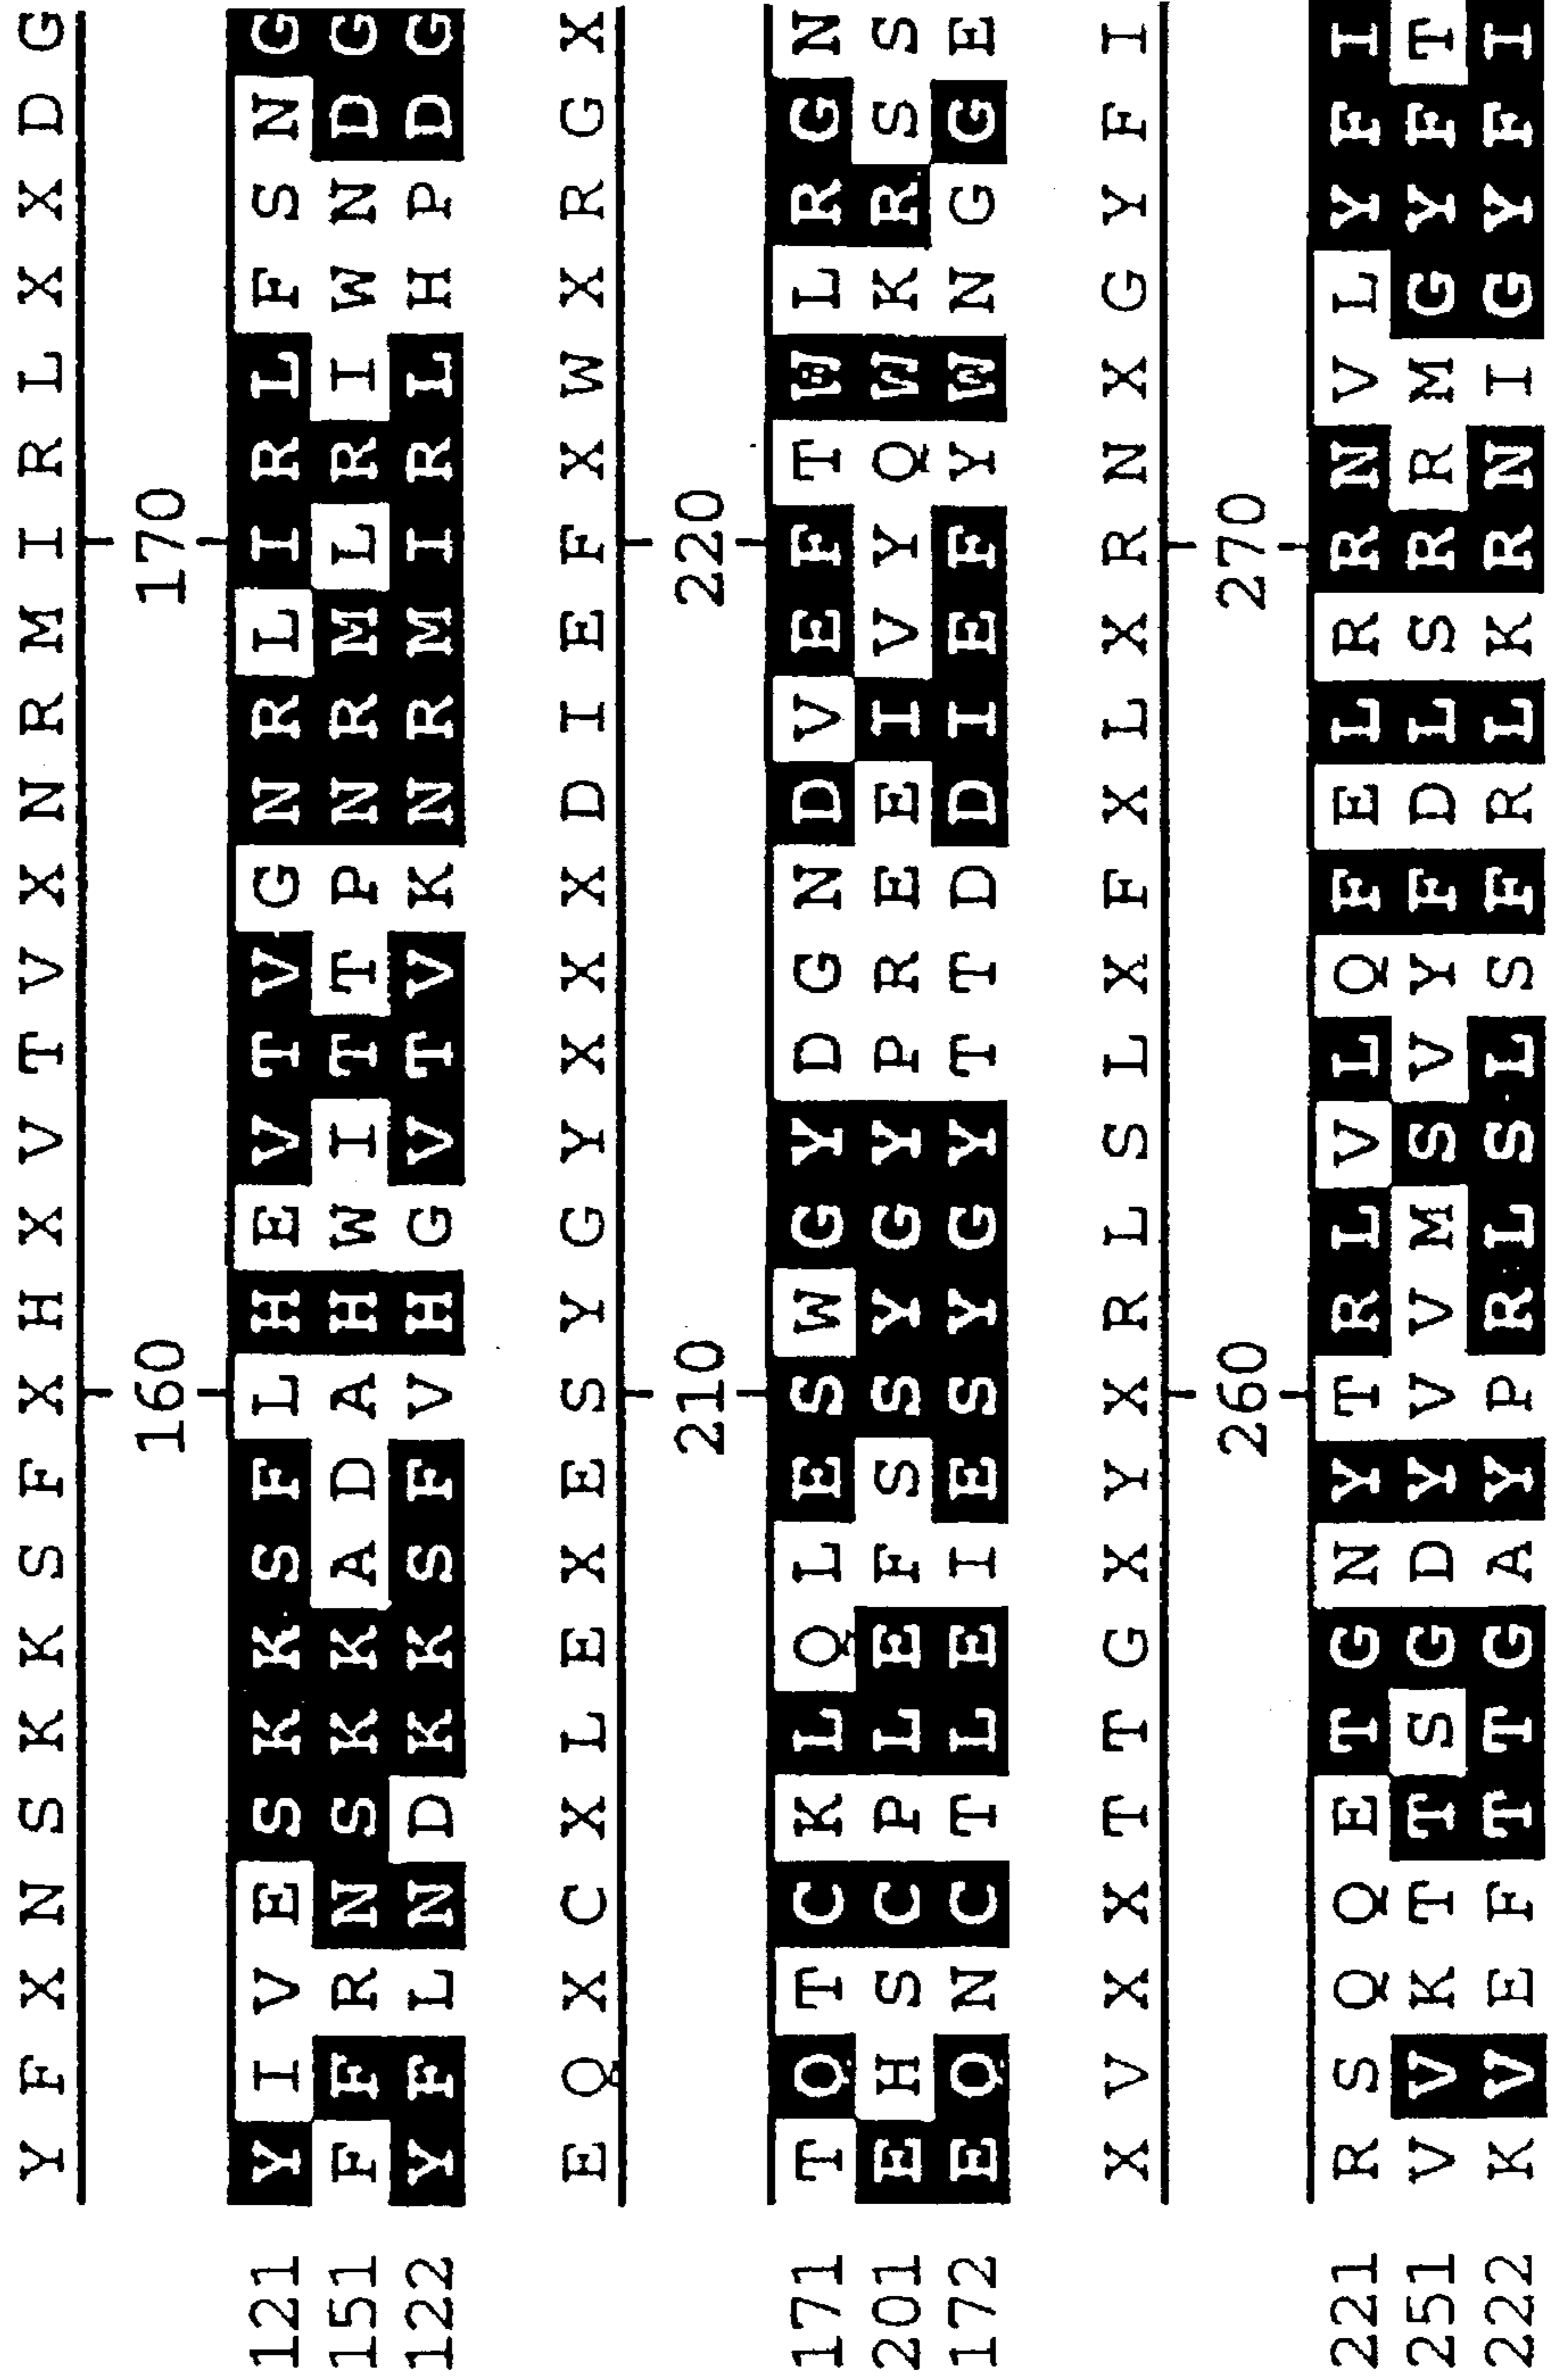 Y F X N S K K S F X H X V T V X N R M I R L X X D G
160 170
121 Y I V E S K K S F L H E V T V G N R L I R L F S N G
151 F F R N S K K A D A H W I T T P N R M L R I W N D G
122 Y F L N D K K S F V H G V T V K N R M I R L H P D G
E Q X C X L E X E S Y G Y X X X D I E F X W X R G X
210 220
171 T Q T C K L Q L E S W G Y D G N D V E F T W L R G N
201 E H S C P L E F S S Y G Y P R E E I V Y Q W K R S S
172 E Q N C T L E I E S Y G Y T T D D I E F Y W N G G E
X V X X T T G X Y X R L S L X F X L X R N X G Y F I
260 270
221 R S Q Q E T G N Y T R L V L Q F E L R R N V L Y F I
251 V V K T T S G D Y V V M S V Y F D L S R R M G Y F T
222 K V E F T T G A Y P R L S L S F R L K R N I G Y F I